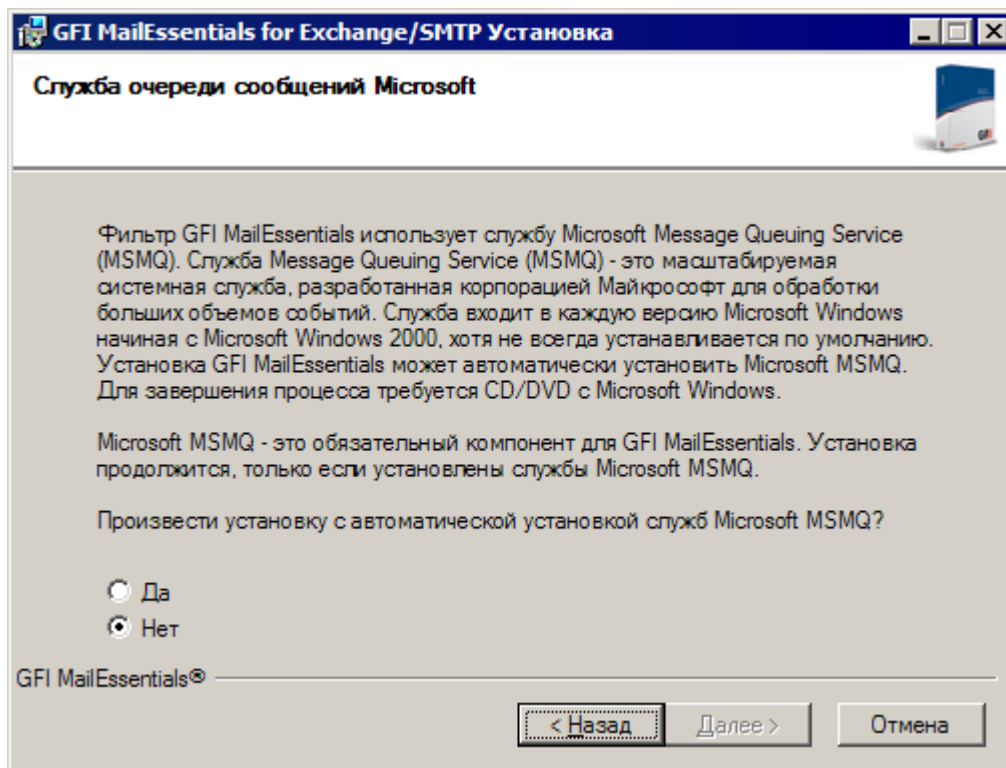 GFI MailEssentials for Exchange/SMTP Установка
Служба очереди сообщений Microsoft
GFI
Фильтр GFI MailEssentials использует службу Microsoft Message Queuing Service
(MSMQ). Служба Message Queuing Service (MSMQ) - это масштабируемая
системная служба, разработанная корпорацией Майкрософт для обработки
больших объемов событий. Служба входит в каждую версию Microsoft Windows
начиная с Microsoft Windows 2000, хотя не всегда устанавливается по умолчанию.
Установка GFI MailEssentials может автоматически установить Microsoft MSMQ.
Для завершения процесса требуется CD/DVD с Microsoft Windows.
Microsoft MSMQ - это обязательный компонент для GFI MailEssentials. Установка
продолжится, только если установлены службы Microsoft MSMQ.
Произвести установку с автоматической установкой служб Microsoft MSMQ?
Да
Нет
GFI MailEssentials®
< Назад Далее > Отмена